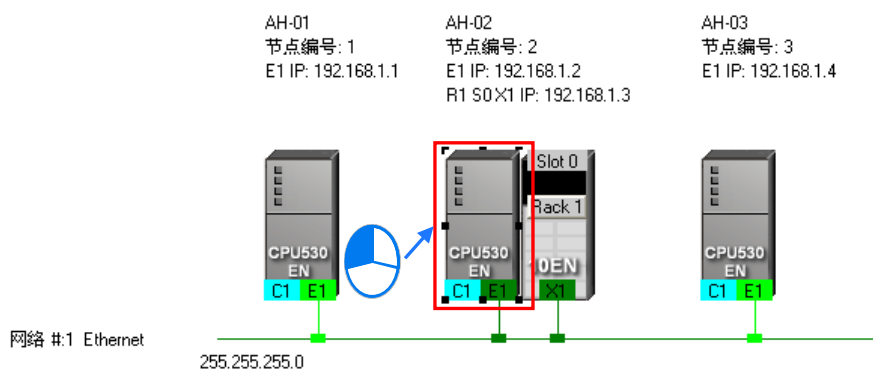 AH-01
节点编号: 1
E1 IP: 192.168.1.1
AH-02
节点编号: 2
E1 IP: 192.168.1.2
R1 S0 X1 IP: 192.168.1.3
AH-03
节点编号: 3
E1 IP: 192.168.1.4
CPU530
EN
C1 E1
CPU530
EN
C1 E1
Slot 0
Rack 1
10EN
X1
CPU530
EN
C1 E1
网络 #:1 Ethernet
255.255.255.0